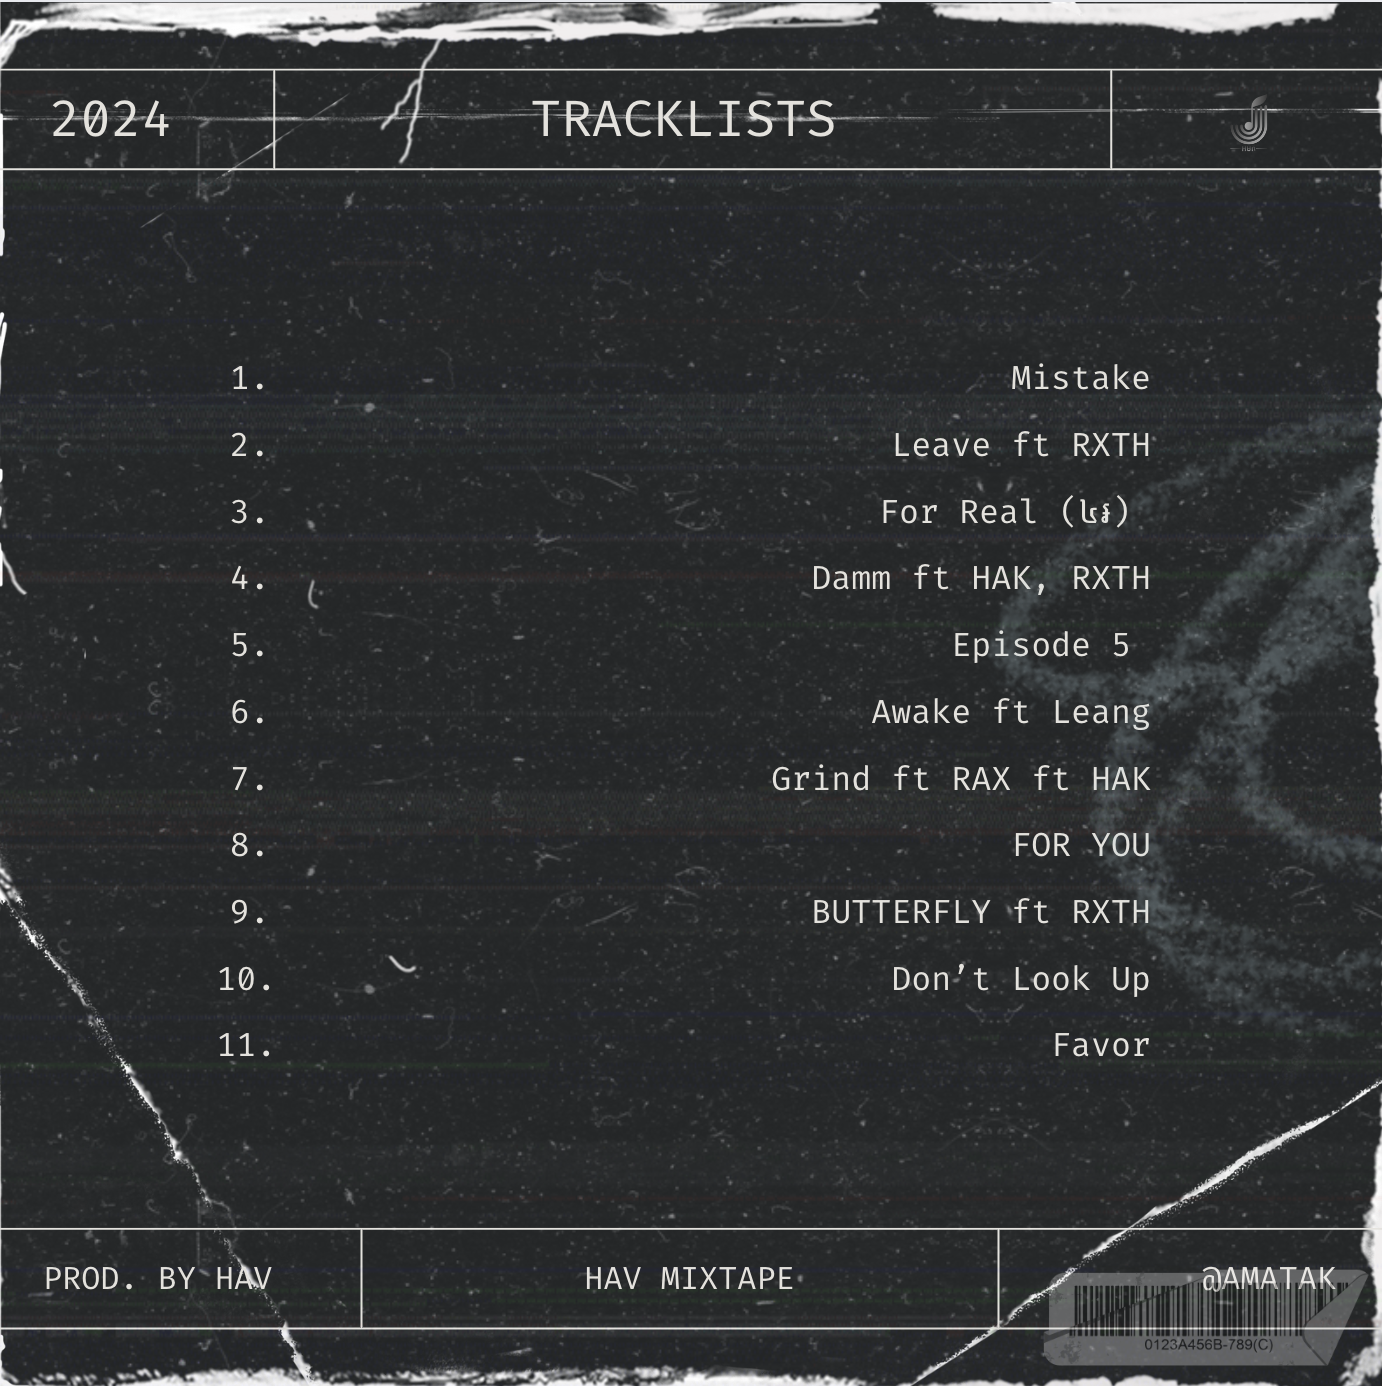 2024
TRACKLISTS
1. Mistake
2. Leave ft RXTH
3. For Real (
4. Damm ft HAK, RXTH
5. Episode 5
6. Awake ft Leang
7. Grind ft RAX ft HAK
8. FOR YOU
9. BUTTERFLY ft RXTH
10. Don’t Look Up
11. Favor
PROD. BY HAV
HAV MIXTAPE
@AMATAK
0123A456B-789(C)